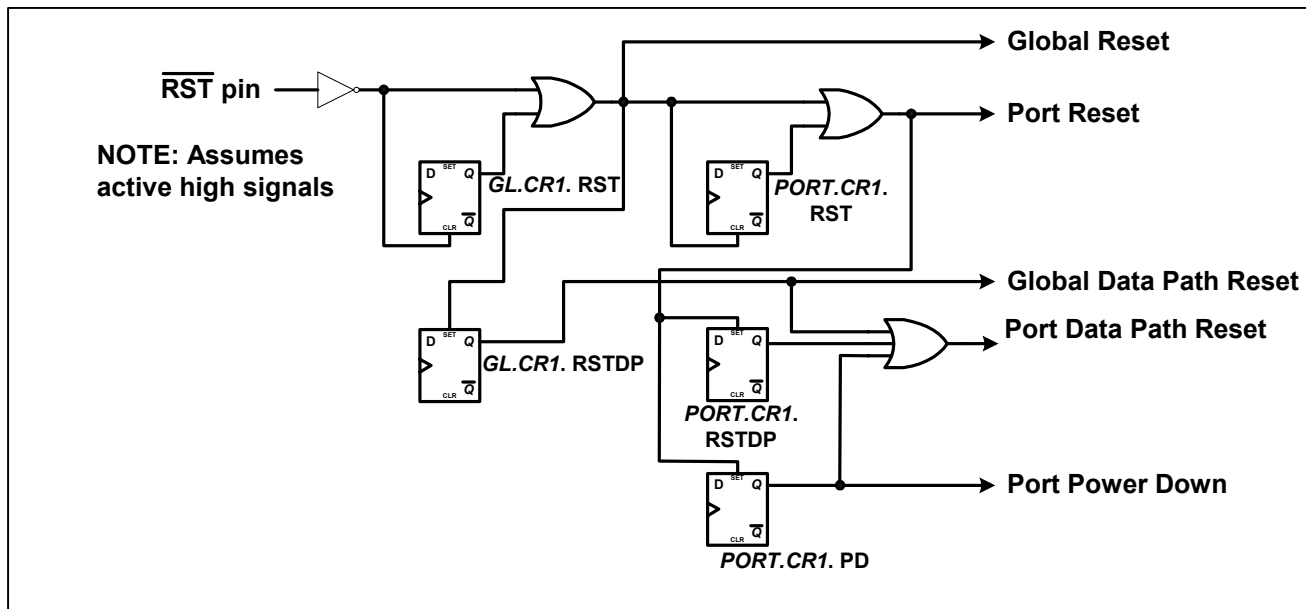 Global Reset
RST pin
Port Reset
NOTE: Assumes
active high signals
D SET Q
Q
CLR
GL.CR1. RST
D SET Q
Q
CLR
PORT.CR1.
RST
Global Data Path Reset
Port Data Path Reset
D SET Q
Q
CLR
GL.CR1. RSTDP
D SET Q
Q
CLR
PORT.CR1.
RSTDP
D SET Q
Q
CLR
Port Power Down
PORT.CR1. PD